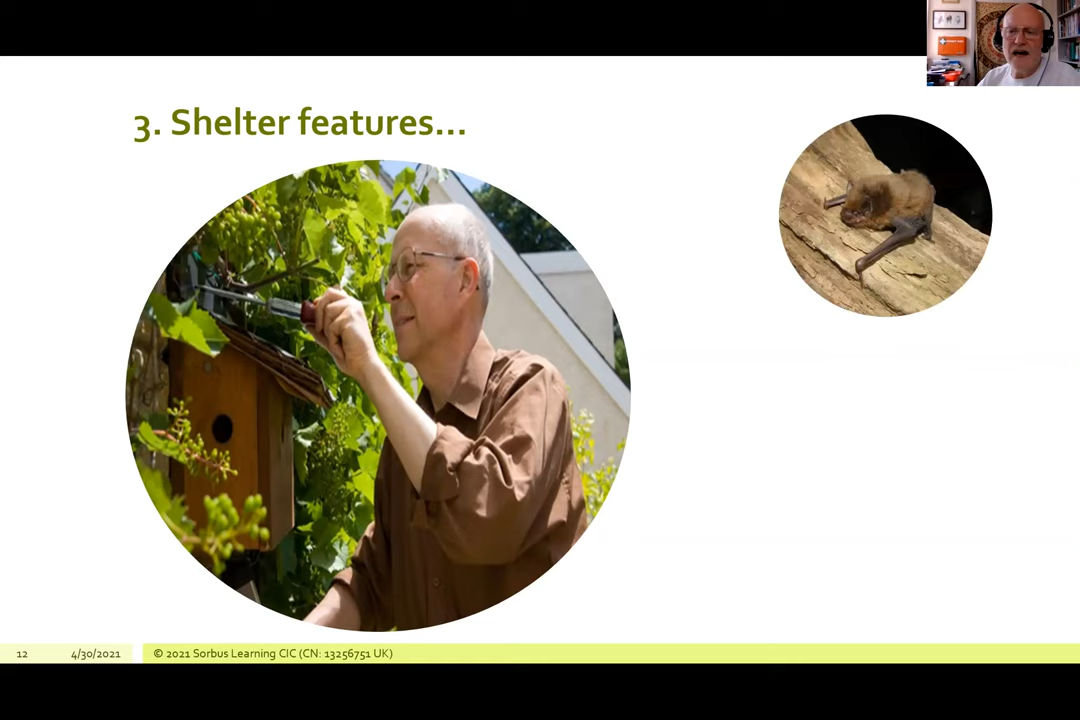 3. Shelter features...
12
4/30/2021
© 2021 Sorbus Learning CIC (CN: 13256751 UK)